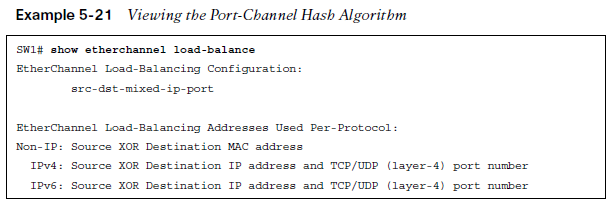 Example 5-21 Viewing the Port-Channel Hash Algorithm
SW1# show etherchannel load-balance
EtherChannel Load-Balancing Configuration:
src-dst-mixed-ip-port
EtherChannel Load-Balancing Addresses Used Per-Protocol:
Non-IP: Source XOR Destination MAC address
IPv4: Source XOR Destination IP address and TCP/UDP (layer-4) port number
IPv6: Source XOR Destination IP address and TCP/UDP (layer-4) port number